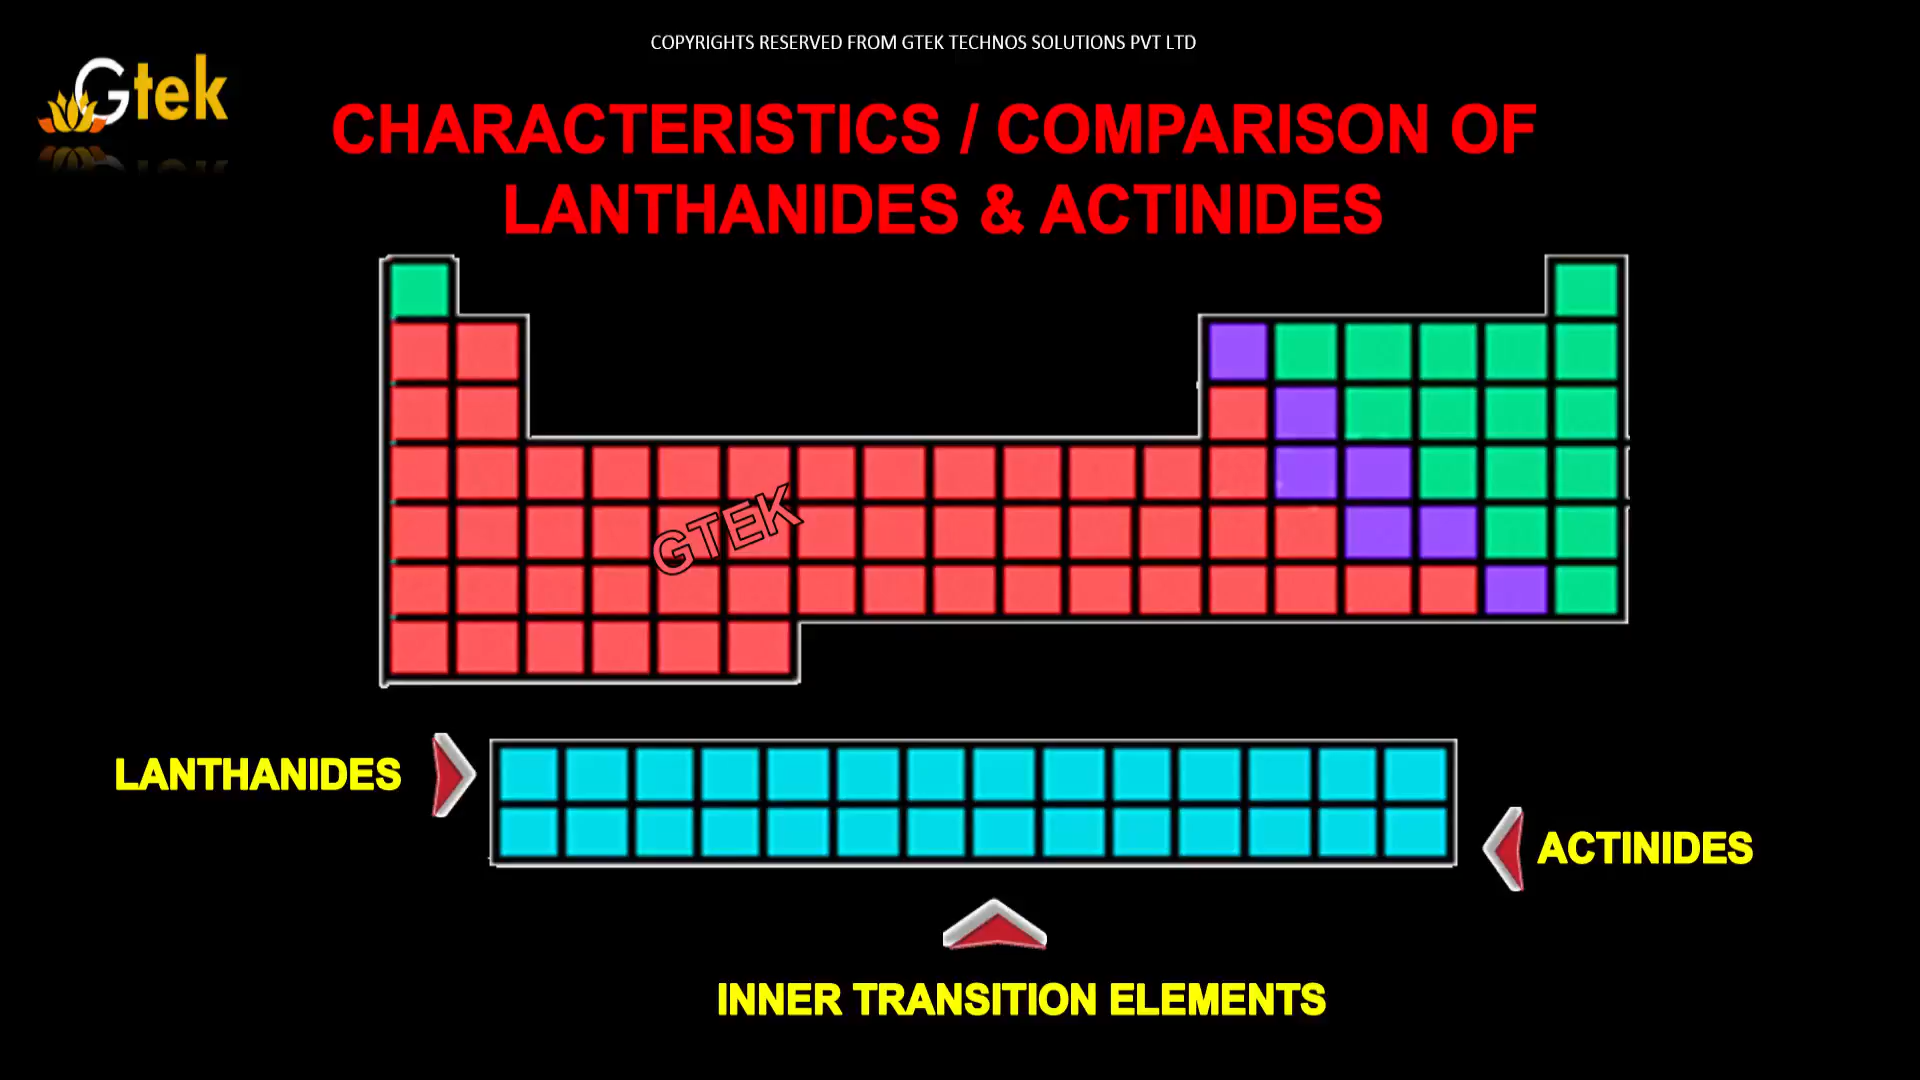 COPYRIGHTS RESERVED FROM GTEK TECHNOS SOLUTIONS PVT LTD
Gtek
CHARACTERISTICS / COMPARISON OF
LANTHANIDES & ACTINIDES
GTEK
LANTHANIDES
ACTINIDES
INNER TRANSITION ELEMENTS